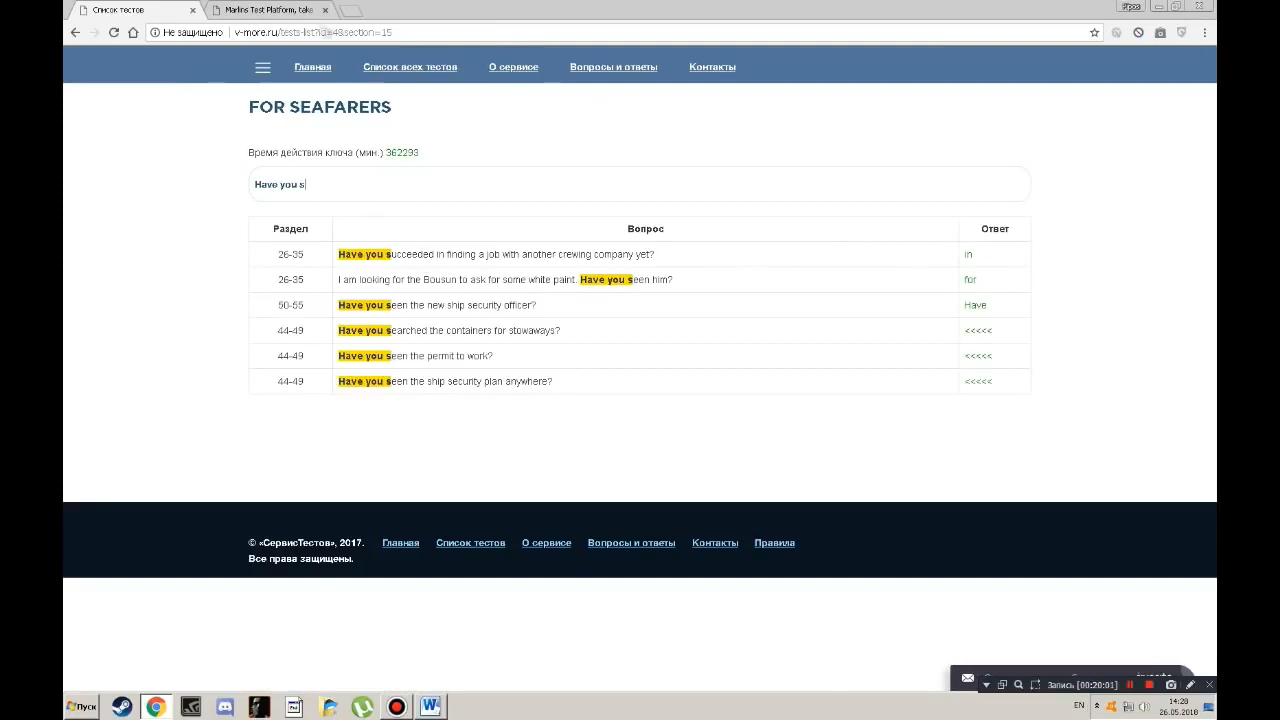 Список тестов
Marlins Test Platform, take
Не защищено v-more.ru/tests-list?id=4&section=15
Главная Список всех тестов О сервисе Вопросы и ответы Контакты
FOR SEAFARERS
Время действия ключа (мин.) 362293
Have you s
Раздел Вопрос Ответ
26-35 Have you succeeded in finding a job with another crewing company yet? in
26-35 I am looking for the Bousun to ask for some white paint. Have you seen him? for
50-55 Have you seen the new ship security officer? Have
44-49 Have you searched the containers for stowaways? <<<<<
44-49 Have you seen the permit to work? <<<<<
44-49 Have you seen the ship security plan anywhere? <<<<<
© «СервисТестов», 2017. Главная Список тестов О сервисе Вопросы и ответы Контакты Правила
Все права защищены.
Запись [00:20:01]
Пуск
EN
14:28
26.05.2018